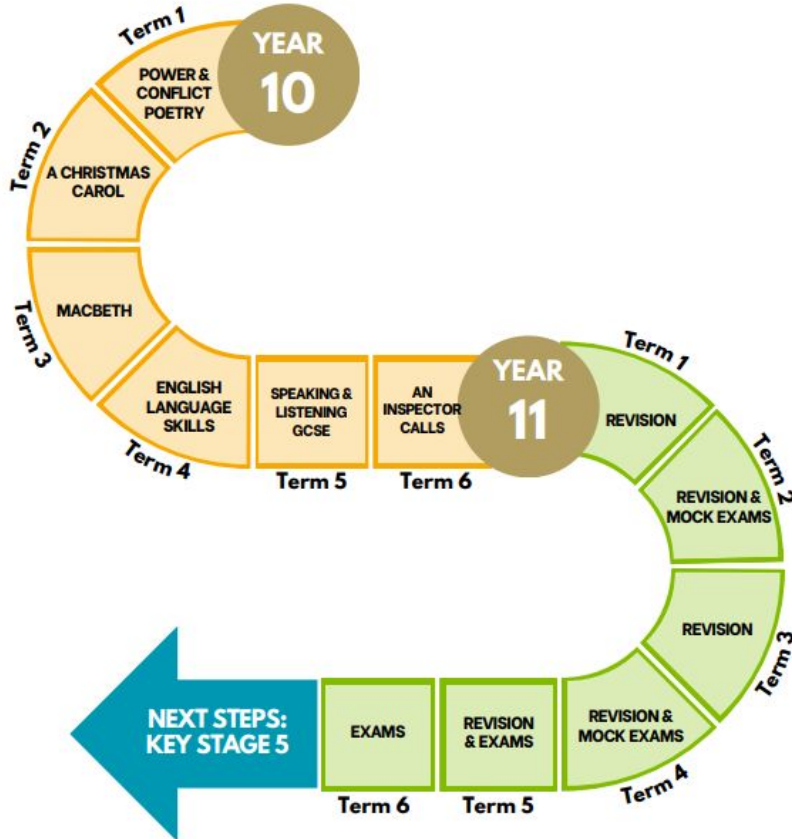 YEAR
10
Term 1
POWER &
CONFLICT
POETRY
Term 2
A CHRISTMAS
CAROL
Term 3
MACBETH
Term 4
ENGLISH
LANGUAGE
SKILLS
SPEAKING &
LISTENING
GCSE
Term 5
AN
INSPECTOR
CALLS
Term 6
YEAR
11
Term 1
REVISION
Term 2
REVISION &
MOCK EXAMS
Term 3
REVISION
Term 4
REVISION &
MOCK EXAMS
REVISION
& EXAMS
Term 5
EXAMS
Term 6
NEXT STEPS:
KEY STAGE 5